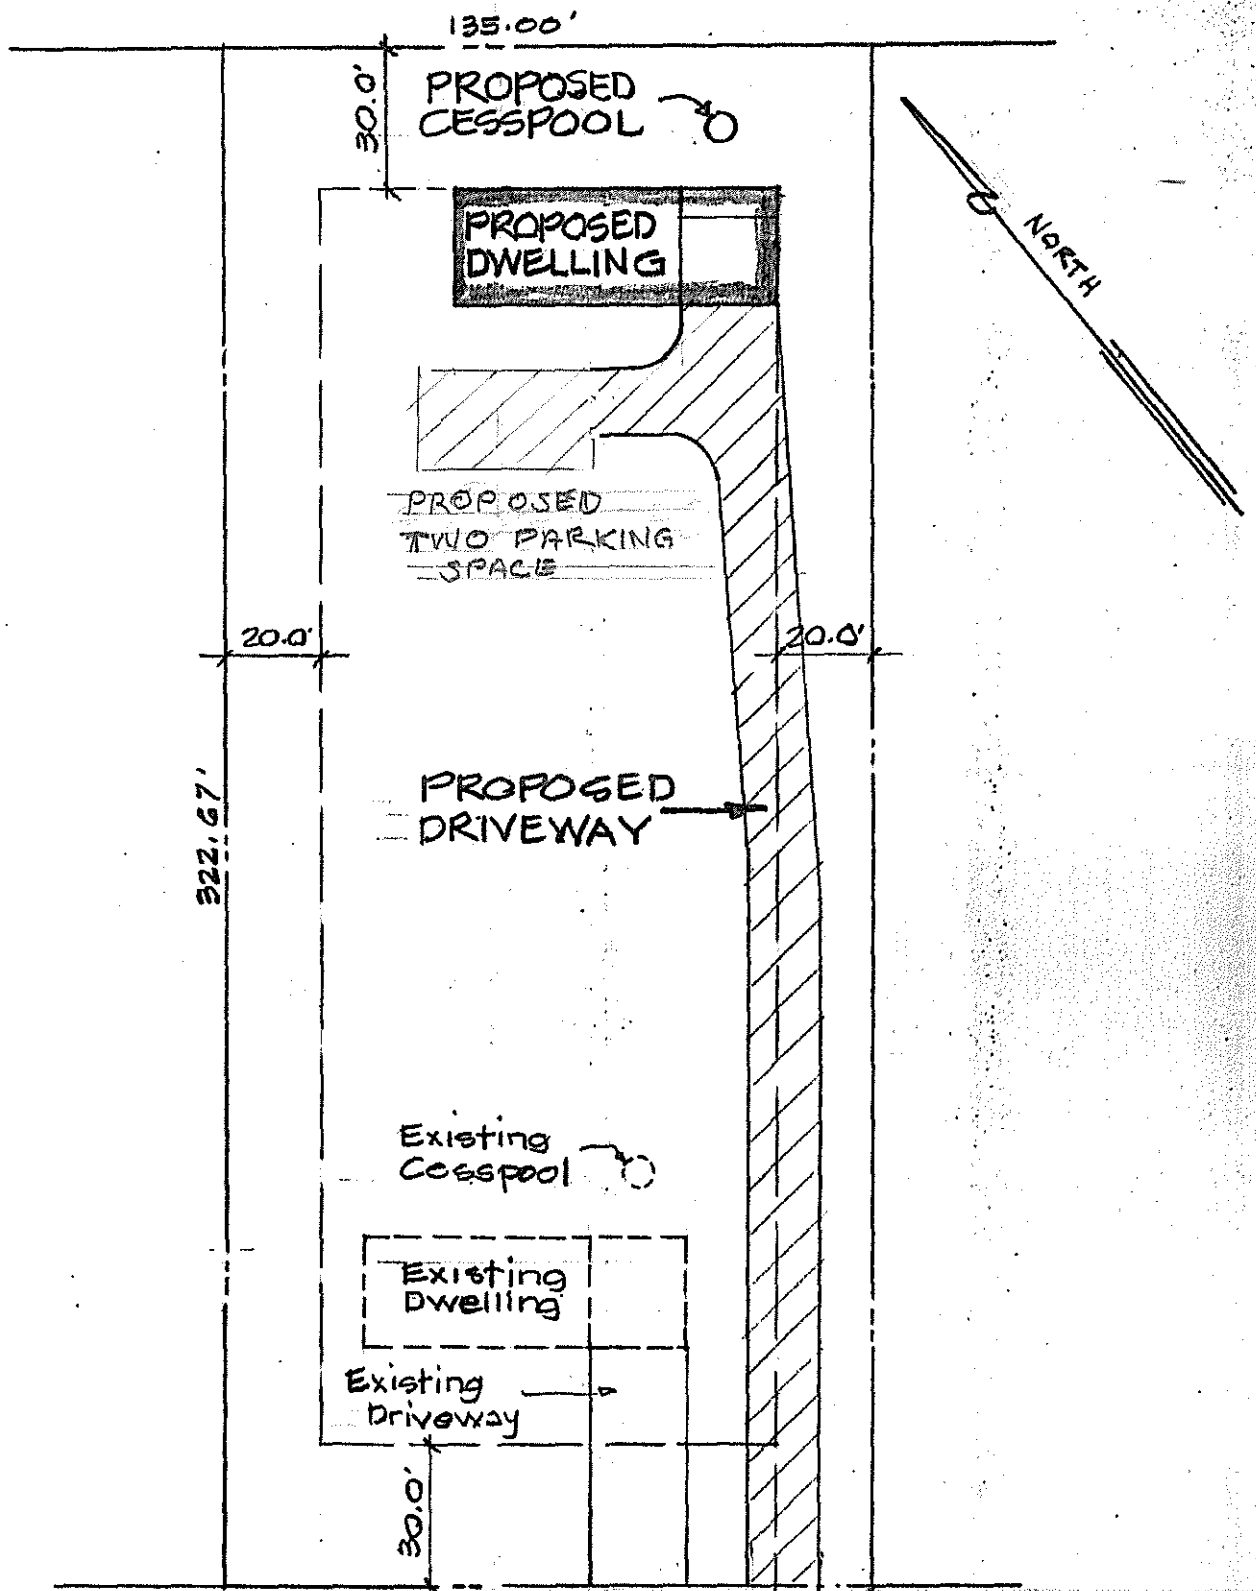 135.00'
30.0'
PROPOSED
CESSPOOL
PROPOSED
DWELLING
NORTH
PROPOSED
TWO PARKING
SPACE
20.0'
20.0'
322.67'
PROPOSED
DRIVEWAY
Existing
Cesspool
Existing
Dwelling
Existing
Driveway
30.0'